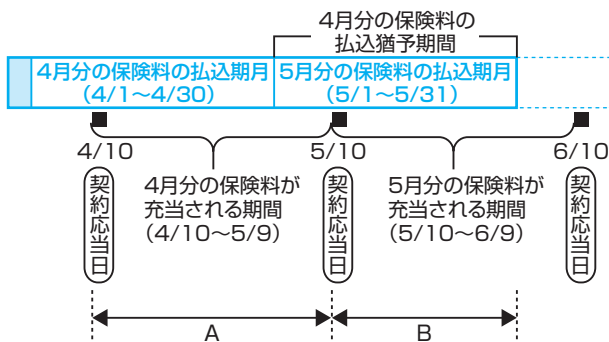 4月分の保険料の
払込猶予期間
4月分の保険料の払込期月
(4/1～4/30)
5月分の保険料の払込期月
(5/1～5/31)
4/10
5/10
6/10
契約応当日
4月分の保険料が
充当される期間
(4/10～5/9)
契約応当日
5月分の保険料が
充当される期間
(5/10～6/9)
契約応当日
A
B